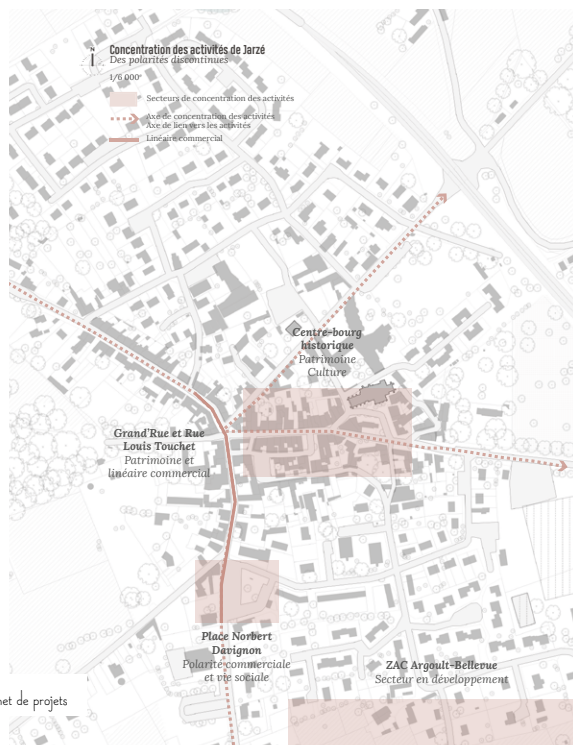 N
Concentration des activités de Jarzé
Des polarités discontinues
1/6 000°
Secteurs de concentration des activités
Axe de concentration des activités
Axe de lien vers les activités
Linéaire commercial
Centre-bourg
historique
Patrimoine
Culture
Grand'Rue et Rue
Louis Touchet
Patrimoine et
linéaire commercial
Place Norbert
Davignon
Polarité commerciale
et vie sociale
ZAC Argoult-Bellevue
Secteur en développement
net de projets